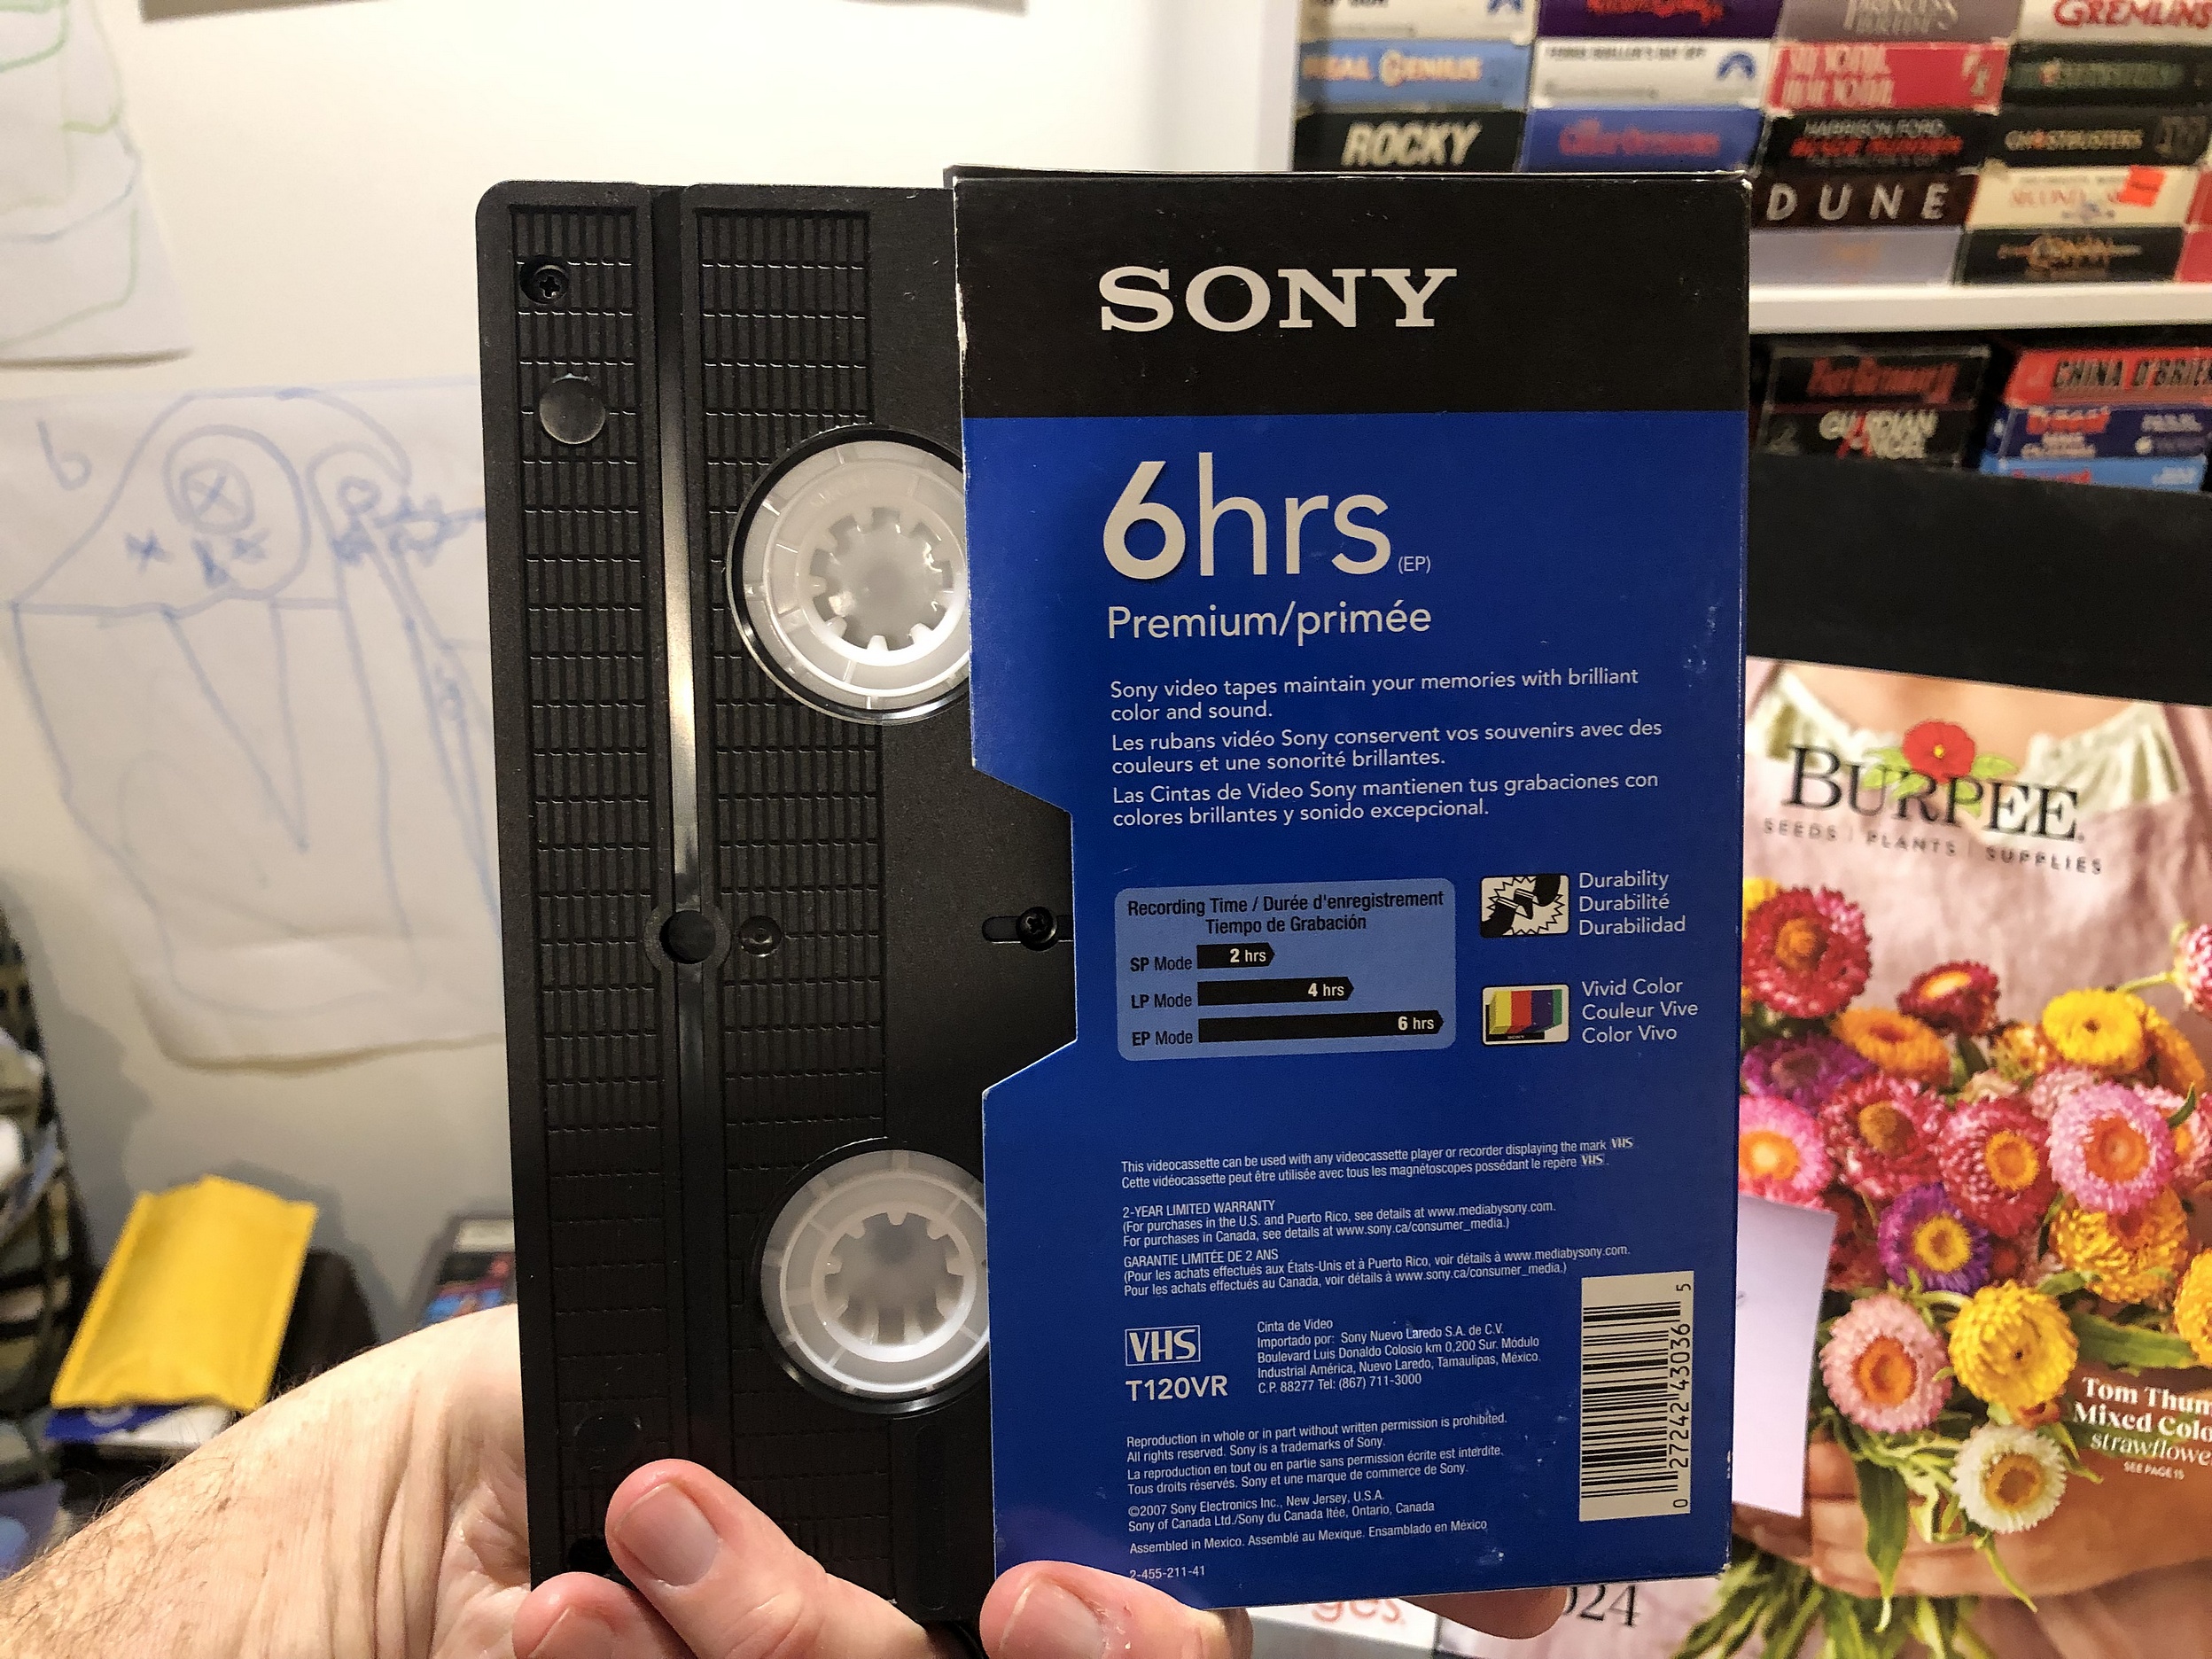 SONY
6hrs (EP)
Premium/primée
Sony video tapes maintain your memories with brilliant
color and sound.
Les rubans vidéo Sony conservent vos souvenirs avec des
couleurs et une sonorité brillantes.
Las Cintas de Video Sony mantienen tus grabaciones con
colores brillantes y sonido excepcional.
Recording Time / Durée d'enregistrement
Tiempo de Grabación
SP Mode 2 hrs
LP Mode 4 hrs
EP Mode 6 hrs
Durability
Durabilité
Durabilidad
Vivid Color
Couleur Vive
Color Vivo
This videocassette can be used with any videocassette player or recorder displaying the mark VHS
Cette vidéocassette peut être utilisée avec tous les magnétoscopes possédant le repère VHS.
2-YEAR LIMITED WARRANTY
(For purchases in the U.S. and Puerto Rico, see details at www.mediabysony.com.
For purchases in Canada, see details at www.sony.ca/consumer_media.)
GARANTIE LIMITÉE DE 2 ANS
(Pour les achats effectués aux États-Unis et à Puerto Rico, voir détails à www.mediabysony.com.
Pour les achats effectués au Canada, voir détails à www.sony.ca/consumer_media.)
VHS
T120VR
Cinta de Video
Importado por: Sony Nuevo Laredo S.A. de C.V.
Boulevard Luis Donaldo Colosio km 0,200 Sur. Módulo
Industrial América, Nuevo Laredo, Tamaulipas, México.
C.P. 88277 Tel: (867) 711-3000
Reproduction in whole or in part without written permission is prohibited.
All rights reserved. Sony is a trademarks of Sony.
La reproduction en tout ou en partie sans permission écrite est interdite.
Tous droits réservés. Sony et une marque de commerce de Sony.
©2007 Sony Electronics Inc., New Jersey, U.S.A.
Sony of Canada Ltd./Sony du Canada ltée, Ontario, Canada
Assembled in Mexico. Assemblé au Mexique. Ensamblado en México
2-455-211-41
0 27242 43036 5
GREMLINS
REAL GENIUS
ROCKY
HARRISON FORD
GHOSTBUSTERS
DUNE
CHINA O'BRIEN
GUARDIAN
BURPEE
SEEDS | PLANTS | SUPPLIES
Tom Thum
Mixed Colo
strawflowe
SEE PAGE 15